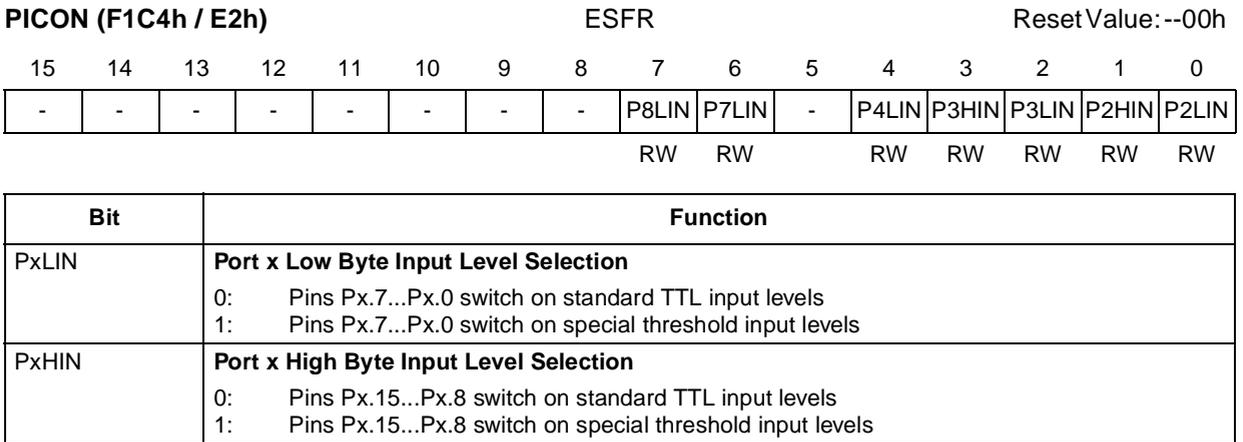 PICON (F1C4h / E2h) ESFR Reset Value: --00h
15 14 13 12 11 10 9 8 7 6 5 4 3 2 1 0
- - - - - - - - P8LIN P7LIN - P4LIN P3HIN P3LIN P2HIN P2LIN
RW RW RW RW RW RW RW
Bit Function
PxLIN Port x Low Byte Input Level Selection
0: Pins Px.7...Px.0 switch on standard TTL input levels
1: Pins Px.7...Px.0 switch on special threshold input levels
PxHIN Port x High Byte Input Level Selection
0: Pins Px.15...Px.8 switch on standard TTL input levels
1: Pins Px.15...Px.8 switch on special threshold input levels